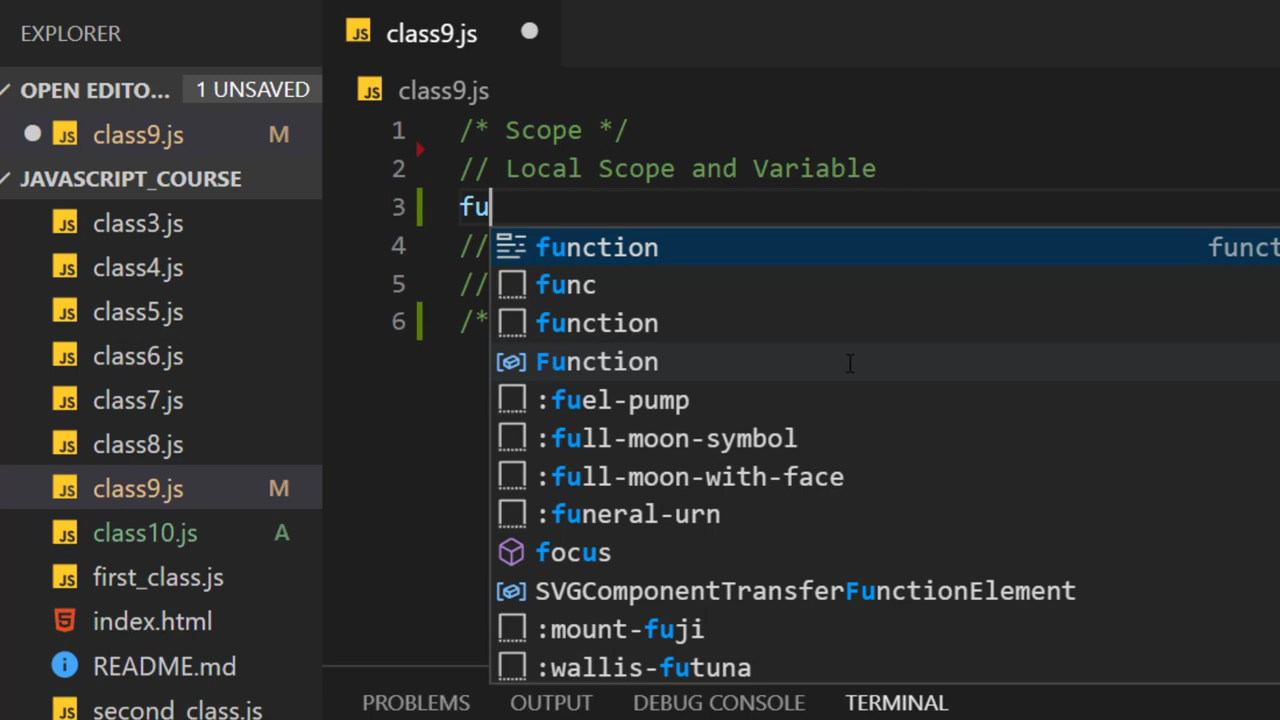 EXPLORER
OPEN EDITO... 1 UNSAVED
JS class9.js M
JAVASCRIPT_COURSE
JS class3.js
JS class4.js
JS class5.js
JS class6.js
JS class7.js
JS class8.js
JS class9.js M
JS class10.js A
JS first_class.js
index.html
README.md
JS second_class.js
JS class9.js
JS class9.js
1 /* Scope */
2 // Local Scope and Variable
3 fu
4 //
5 //
6 /*
function funct
func
function
Function
:fuel-pump
:full-moon-symbol
:full-moon-with-face
:funeral-urn
focus
SVGComponentTransferFunctionElement
:mount-fuji
:wallis-futuna
PROBLEMS OUTPUT DEBUG CONSOLE TERMINAL